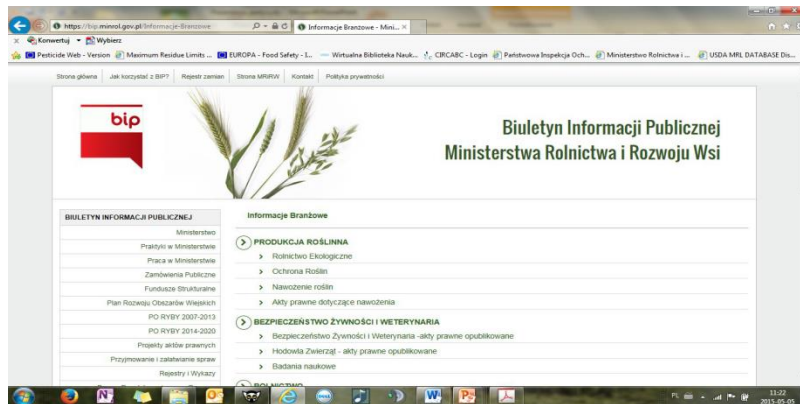 https://bip.minrol.gov.pl/Informacje-Branzowe
Informacje Branzowe - Mini...
x Konwertuj Wybierz
Pesticide Web - Version Maximum Residue Limits ... EUROPA - Food Safety - I... Wirtualna Biblioteka Nauk... CIRCABC - Login Państwowa Inspekcja Och... Ministerstwo Rolnictwa i ... USDA MRL DATABASE Dis...
Strona główna Jak korzystać z BIP? Rejestr zmian Strona MRiRW Kontakt Polityka prywatności
bip
Biuletyn Informacji Publicznej
Ministerstwa Rolnictwa i Rozwoju Wsi
BIULETYN INFORMACJI PUBLICZNEJ
Ministerstwo
Praktyki w Ministerstwie
Praca w Ministerstwie
Zamówienia Publiczne
Fundusze Strukturalne
Plan Rozwoju Obszarów Wiejskich
PO RYBY 2007-2013
PO RYBY 2014-2020
Projekty aktów prawnych
Przyjmowanie i załatwianie spraw
Rejestry i Wykazy
Informacje Branżowe
PRODUKCJA ROŚLINNA
Rolnictwo Ekologiczne
Ochrona Roślin
Nawożenie roślin
Akty prawne dotyczące nawożenia
BEZPIECZEŃSTWO ŻYWNOŚCI I WETERYNARIA
Bezpieczeństwo Żywności i Weterynaria -akty prawne opublikowane
Hodowla Zwierząt - akty prawne opublikowane
Badania naukowe
ROLNICTWO
PL
11:22
2015-05-05